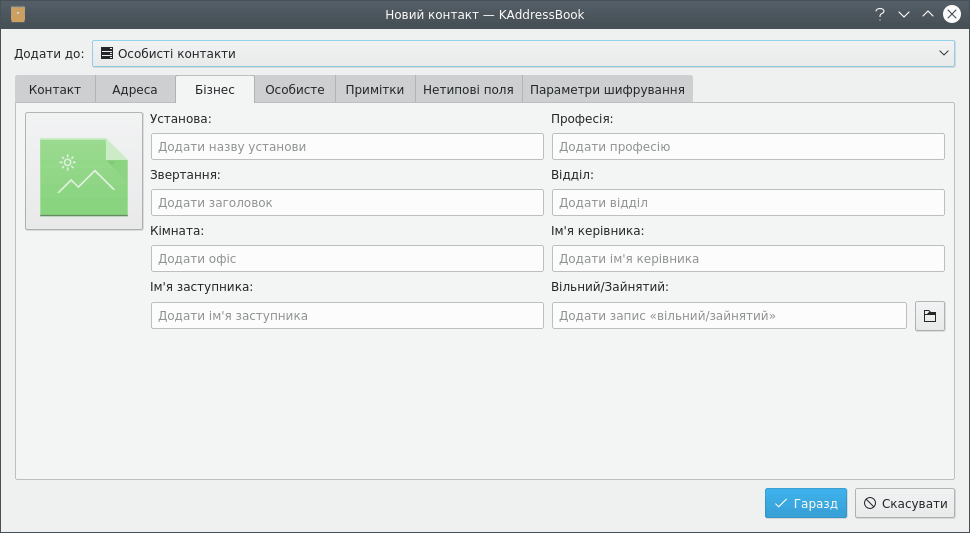 Новий контакт — KAddressBook
Додати до: Особисті контакти
Контакт Адреса Бізнес Особисте Примітки Нетипові поля Параметри шифрування
Установа: Професія:
Додати назву установи Додати професію
Звертання: Відділ:
Додати заголовок Додати відділ
Кімната: Ім'я керівника:
Додати офіс Додати ім'я керівника
Ім'я заступника: Вільний/Зайнятий:
Додати ім'я заступника Додати запис «вільний/зайнятий»
Гаразд Скасувати